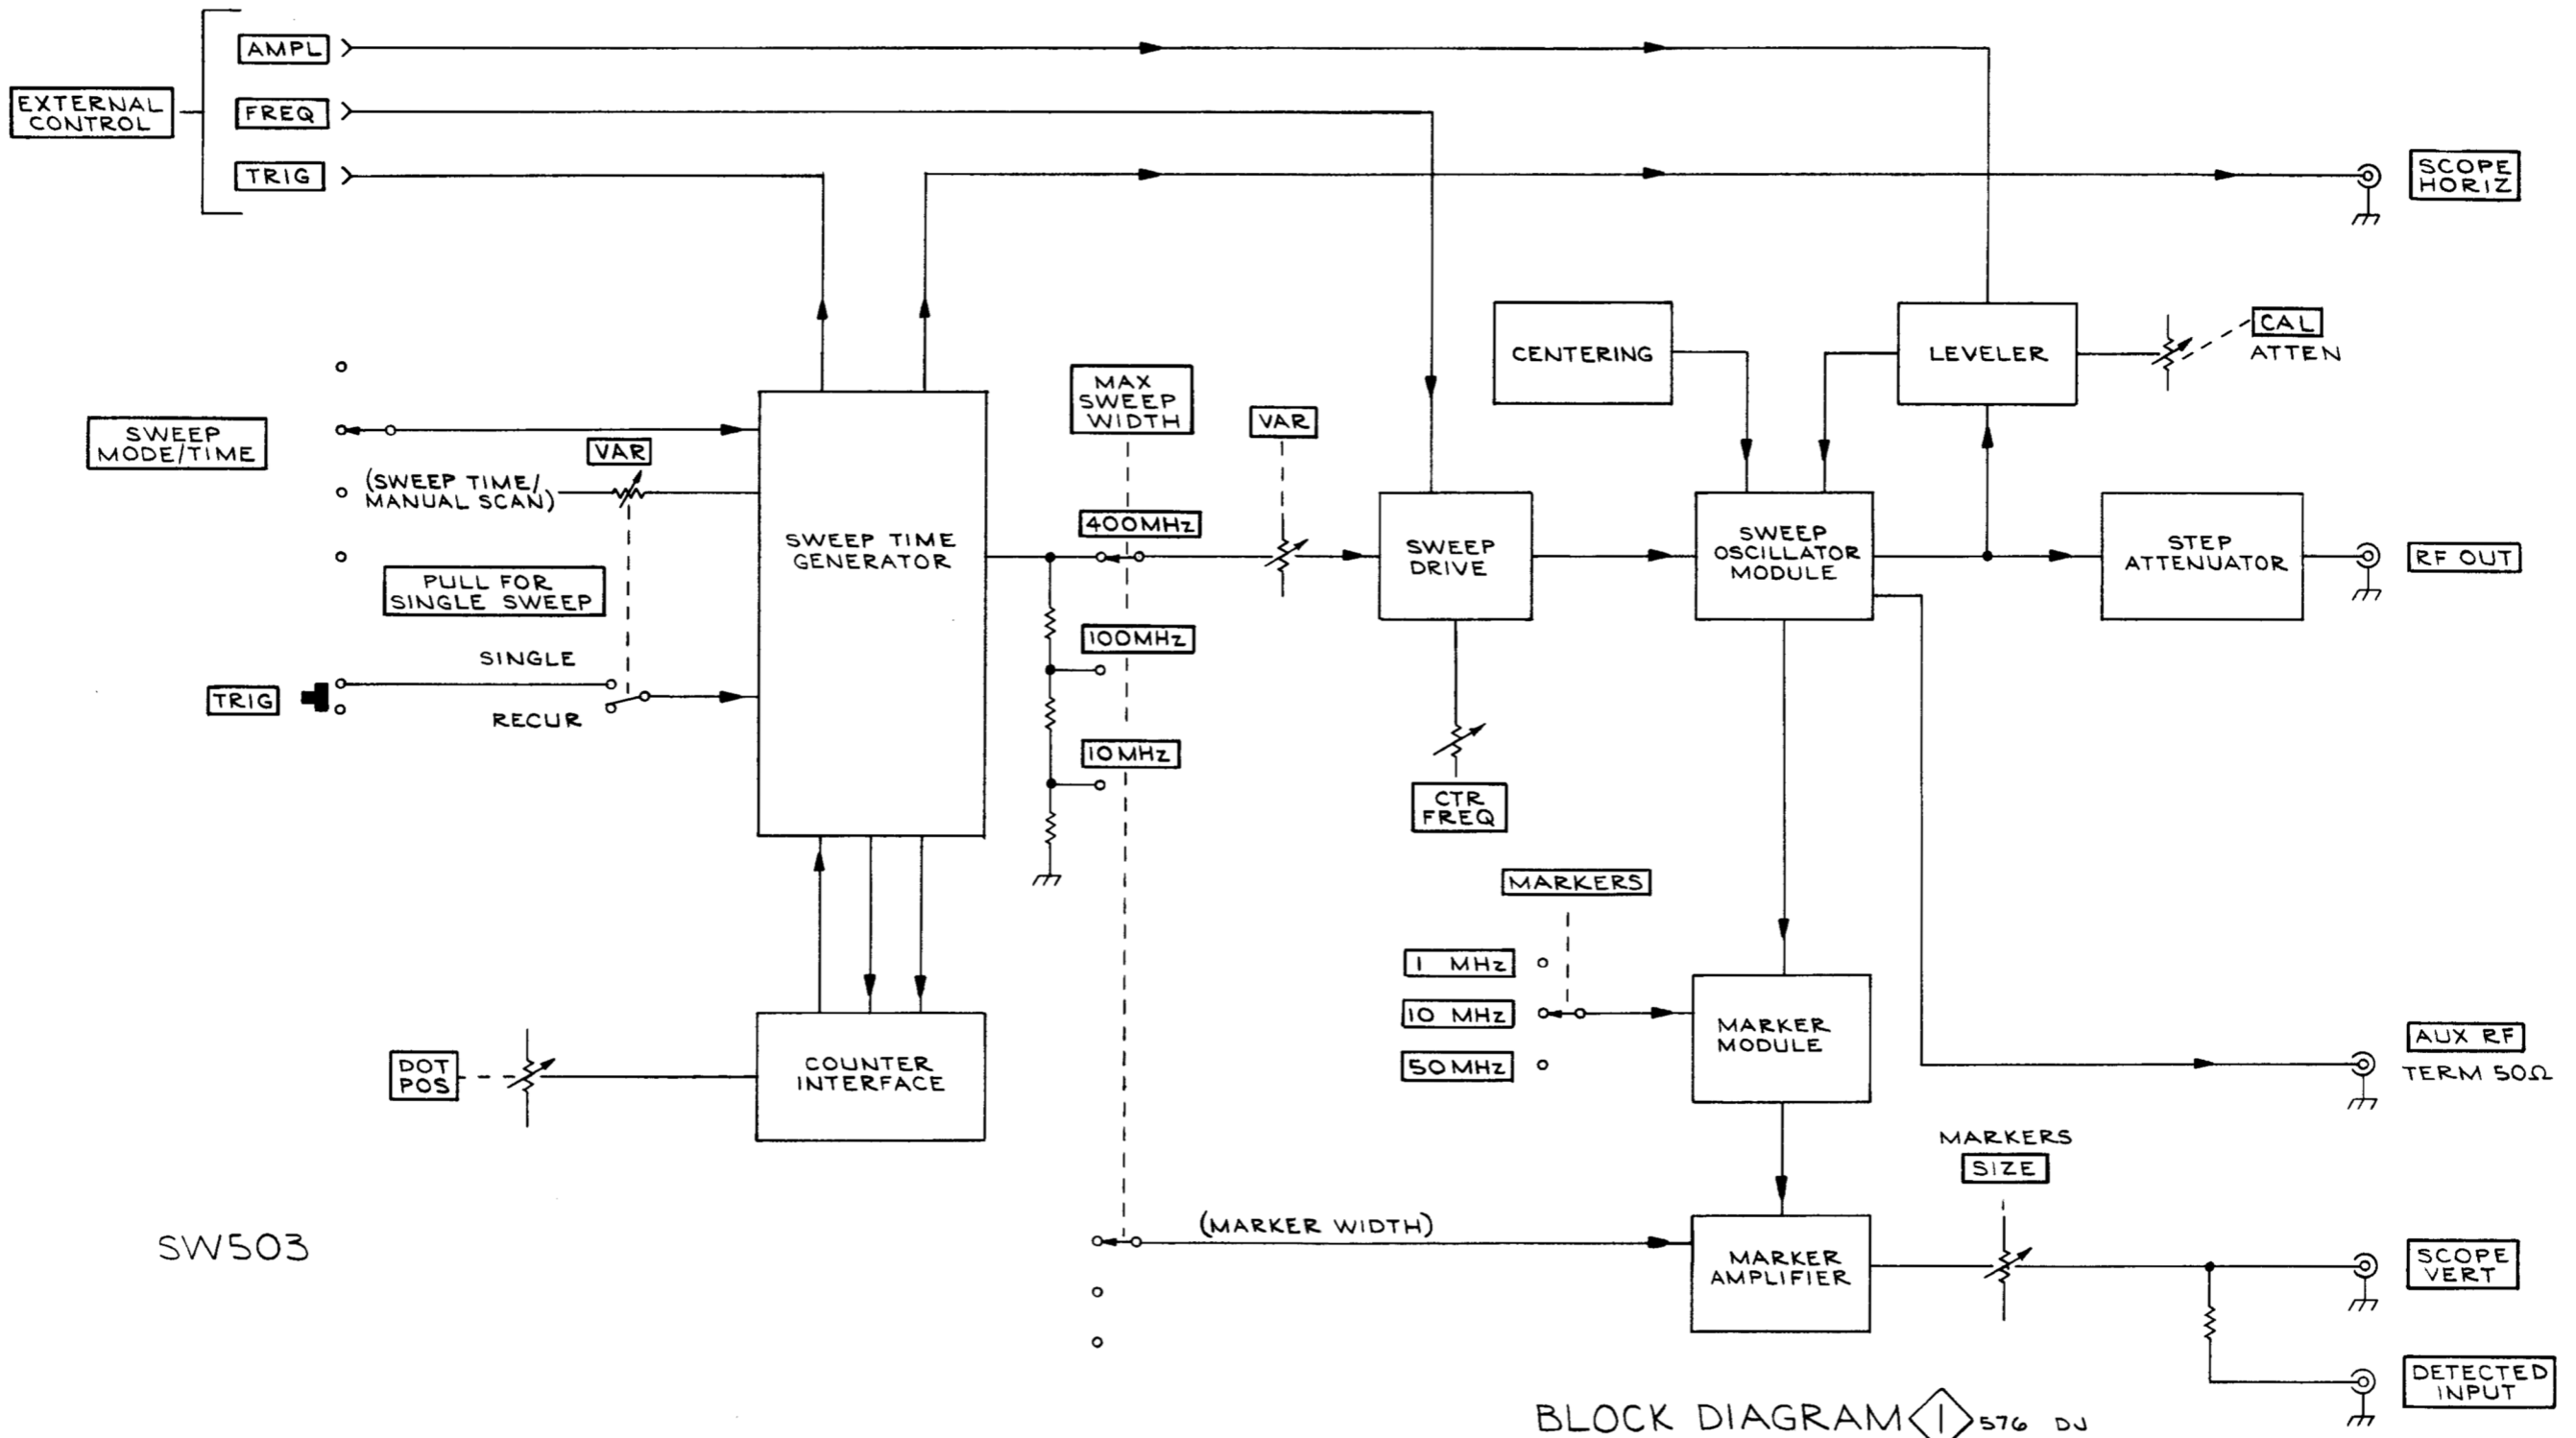 AMPL
EXTERNAL
CONTROL
FREQ
TRIG
SCOPE
HORIZ
CENTERING
LEVELER
CAL
ATTEN
SWEEP
MODE/TIME
VAR
(SWEEP TIME/
MANUAL SCAN)
MAX
SWEEP
WIDTH
VAR
400MHz
SWEEP TIME
GENERATOR
SWEEP
DRIVE
SWEEP
OSCILLATOR
MODULE
STEP
ATTENUATOR
RF OUT
PULL FOR
SINGLE SWEEP
100MHz
SINGLE
TRIG
RECUR
10MHz
CTR
FREQ
MARKERS
1 MHz
10 MHz
50MHz
MARKER
MODULE
AUX RF
TERM 50Ω
DOT
POS
COUNTER
INTERFACE
MARKERS
SIZE
(MARKER WIDTH)
SW503
MARKER
AMPLIFIER
SCOPE
VERT
DETECTED
INPUT
BLOCK DIAGRAM 1 576 DJ